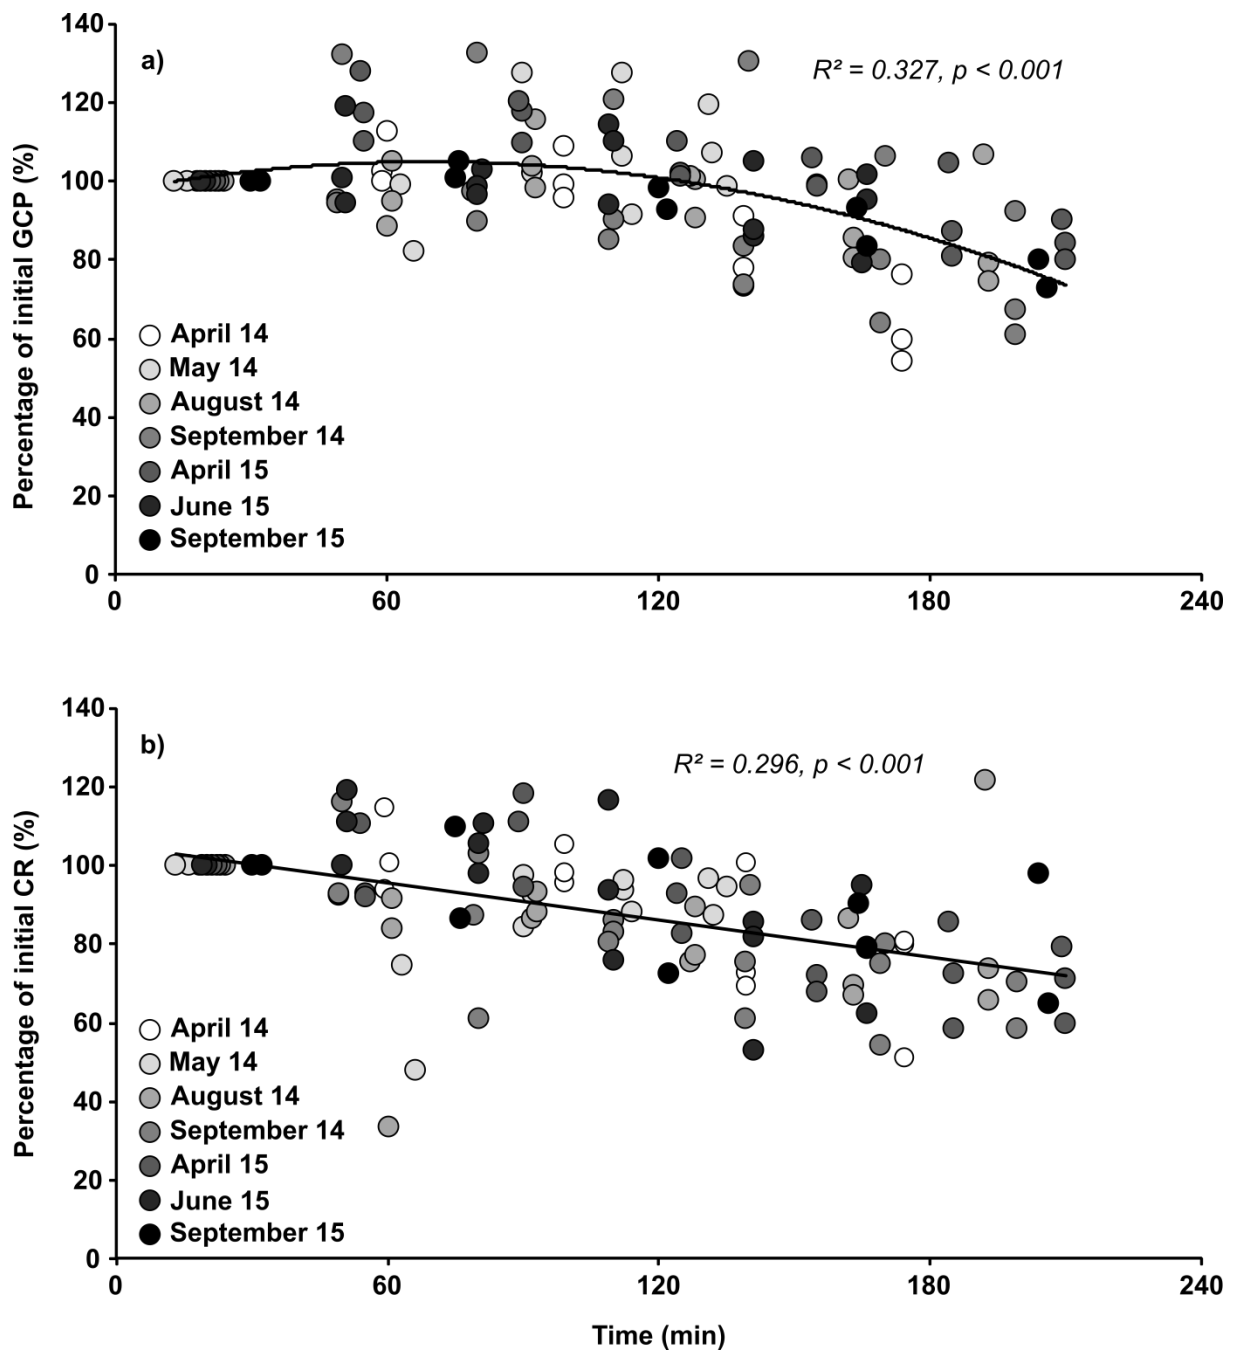 140
120
100
80
60
40
20
0
Percentage of initial GCP (%)
a)
R² = 0.327, p < 0.001
April 14
May 14
August 14
September 14
April 15
June 15
September 15
0 60 120 180 240
140
120
100
80
60
40
20
0
Percentage of initial CR (%)
b)
R² = 0.296, p < 0.001
April 14
May 14
August 14
September 14
April 15
June 15
September 15
0 60 120 180 240
Time (min)